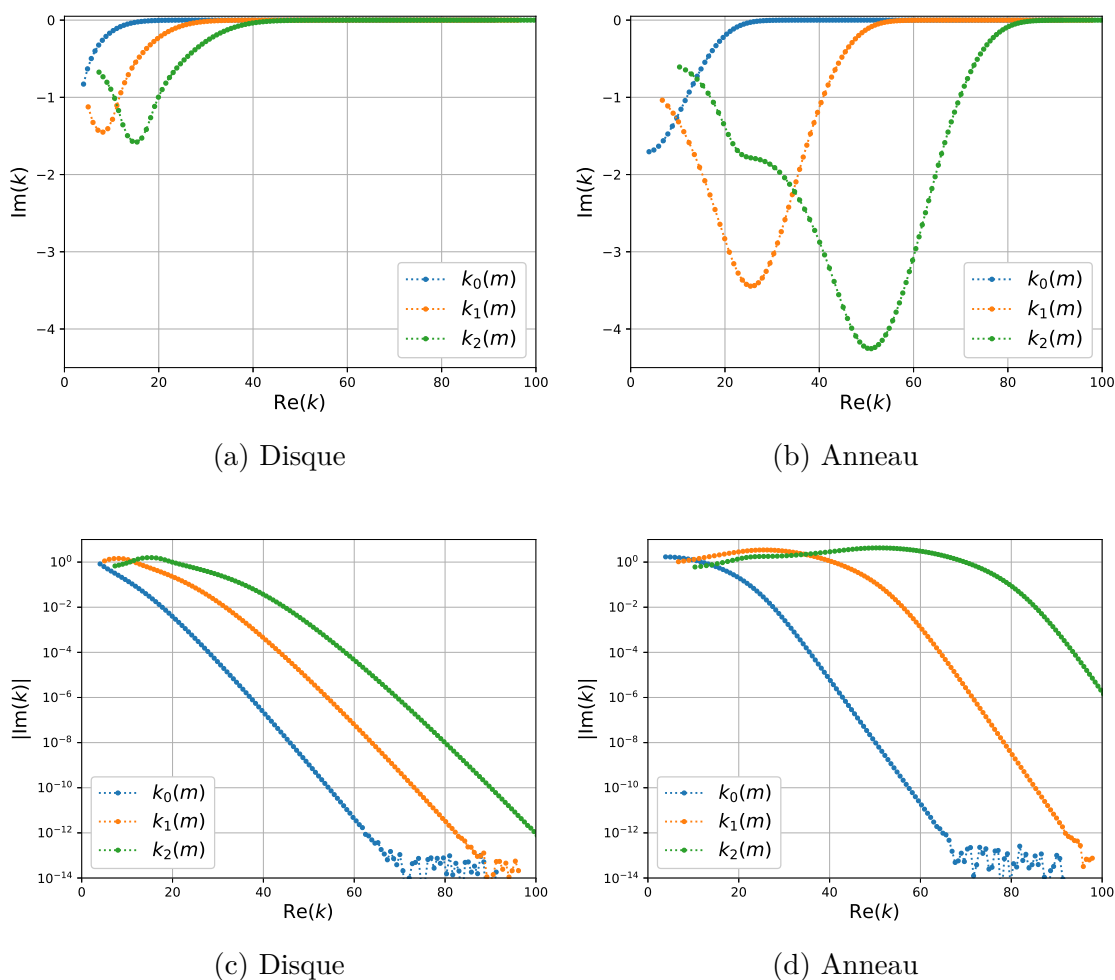 0
−1
−2
−3
−4
Im(k)
0 20 40 60 80 100
Re(k)
k₀(m)
k₁(m)
k₂(m)
(a) Disque
0
−1
−2
−3
−4
Im(k)
0 20 40 60 80 100
Re(k)
k₀(m)
k₁(m)
k₂(m)
(b) Anneau
10⁰
10⁻²
10⁻⁴
10⁻⁶
10⁻⁸
10⁻¹⁰
10⁻¹²
10⁻¹⁴
|Im(k)|
0 20 40 60 80 100
Re(k)
k₀(m)
k₁(m)
k₂(m)
(c) Disque
10⁰
10⁻²
10⁻⁴
10⁻⁶
10⁻⁸
10⁻¹⁰
10⁻¹²
10⁻¹⁴
|Im(k)|
0 20 40 60 80 100
Re(k)
k₀(m)
k₁(m)
k₂(m)
(d) Anneau